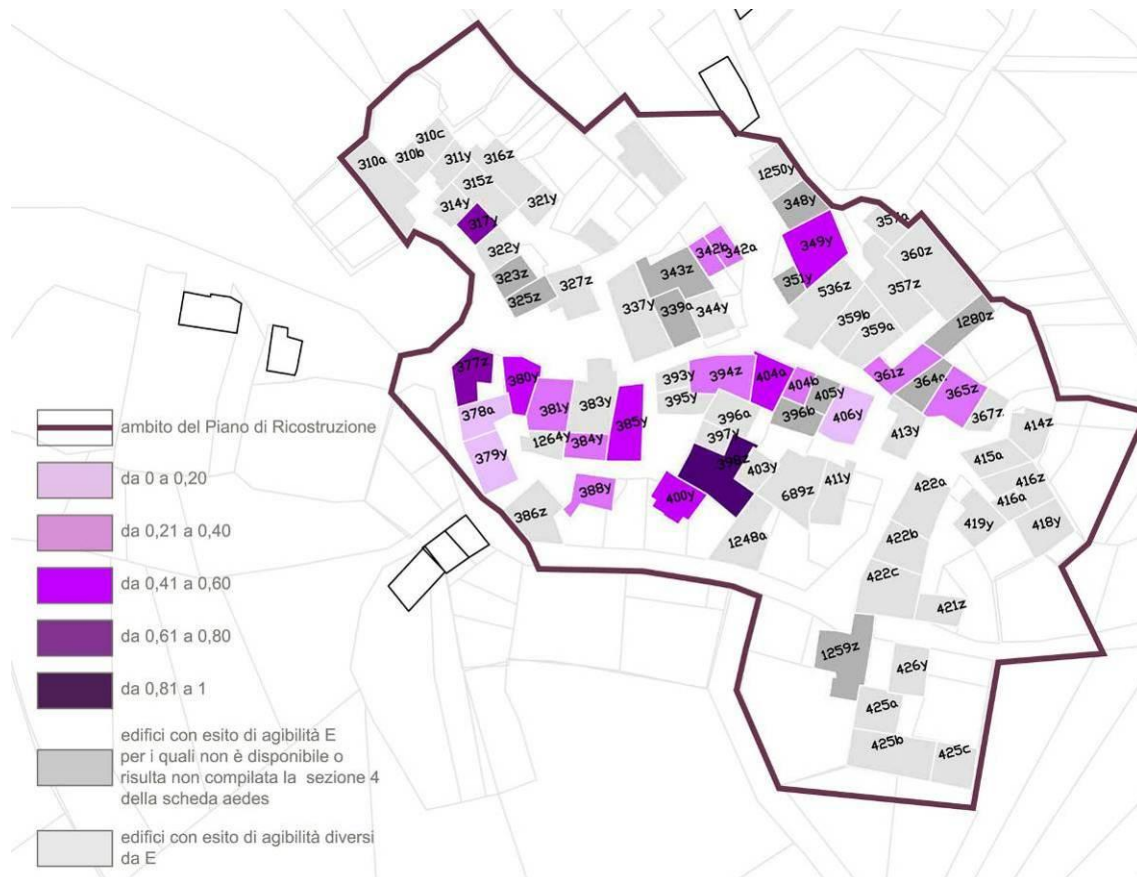 310c
310b
310a
311y
316z
315z
314y
321y
317y
322y
323z
325z
327z
1250y
348y
349y
351y
357a
360z
357z
536z
359b
359a
1280z
342b
342a
343z
337y
339a
344y
361z
364a
365z
367z
377z
380y
378a
379y
381y
383y
385y
1264y
384y
388y
386z
393y
395y
394z
404a
404b
405y
396b
406y
396a
397y
398z
403y
400y
689z
411y
1248a
413y
414z
415a
416z
416a
418y
419y
422a
422b
422c
421z
1259z
426y
425a
425b
425c
ambito del Piano di Ricostruzione
da 0 a 0,20
da 0,21 a 0,40
da 0,41 a 0,60
da 0,61 a 0,80
da 0,81 a 1
edifici con esito di agibilità E
per i quali non è disponibile o
risulta non compilata la sezione 4
della scheda aedes
edifici con esito di agibilità diversi
da E